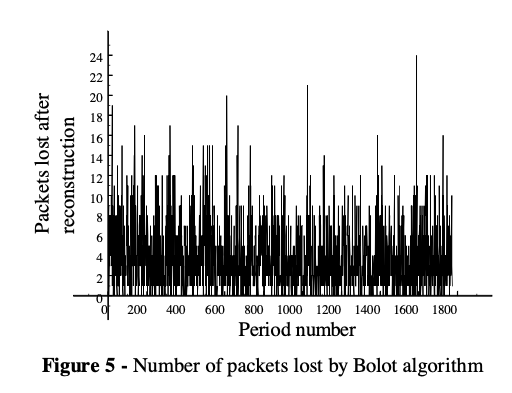 24
22
20
18
16
14
12
10
8
6
4
2
0
Packets lost after
reconstruction
0 200 400 600 800 1000 1200 1400 1600 1800
Period number
Figure 5 - Number of packets lost by Bolot algorithm